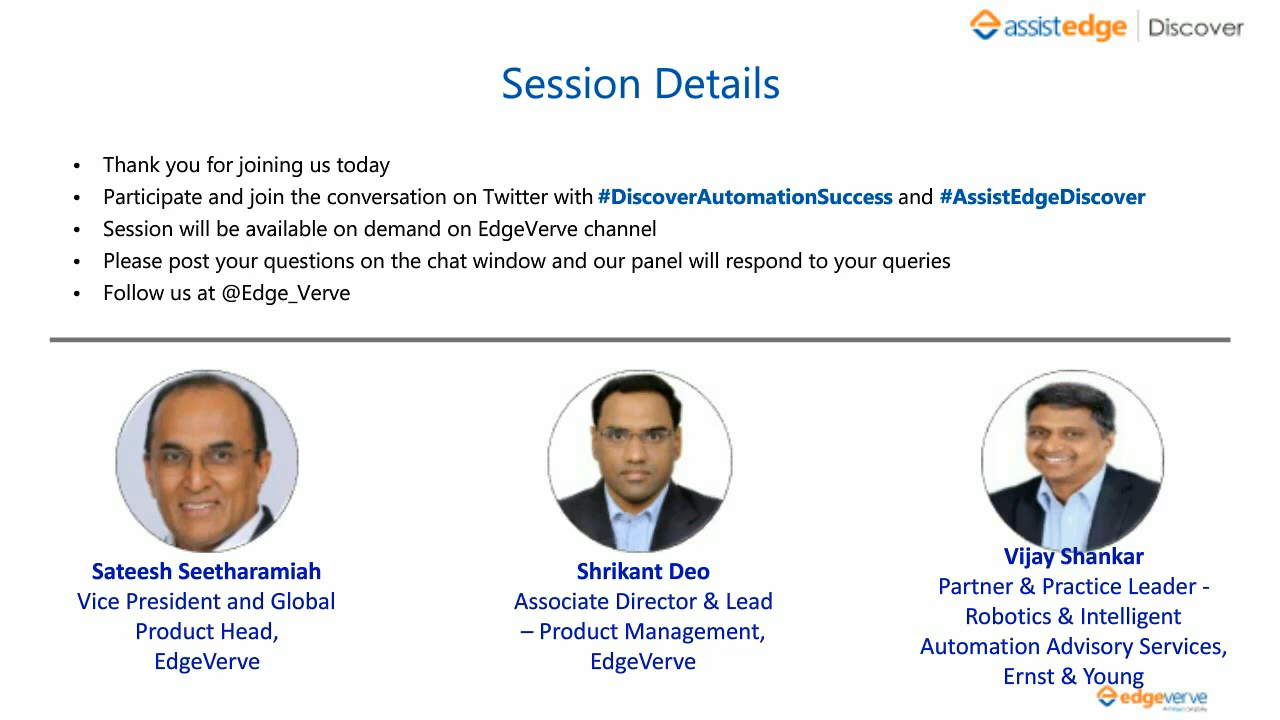 assistedge | Discover
Session Details
• Thank you for joining us today
• Participate and join the conversation on Twitter with #DiscoverAutomationSuccess and #AssistEdgeDiscover
• Session will be available on demand on EdgeVerve channel
• Please post your questions on the chat window and our panel will respond to your queries
• Follow us at @Edge_Verve
Sateesh Seetharamiah
Vice President and Global
Product Head,
EdgeVerve
Shrikant Deo
Associate Director & Lead
– Product Management,
EdgeVerve
Vijay Shankar
Partner & Practice Leader -
Robotics & Intelligent
Automation Advisory Services,
Ernst & Young
edgeverve